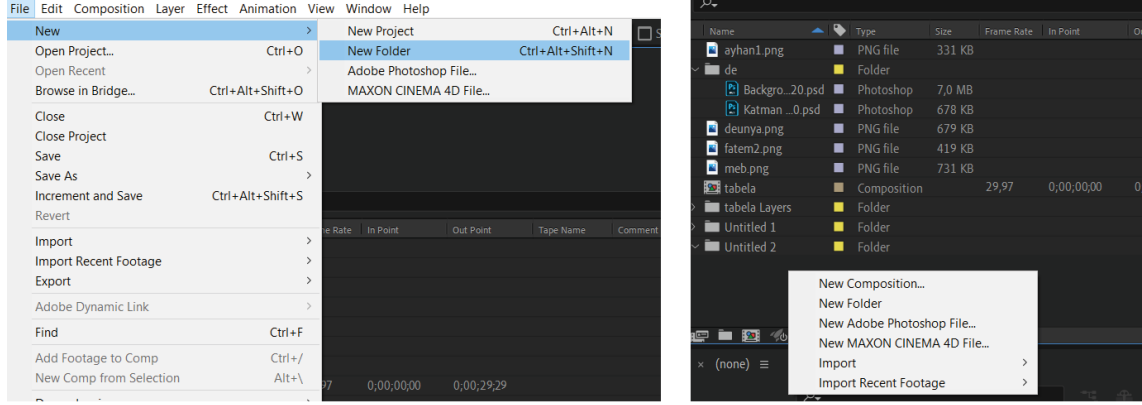 File Edit Composition Layer Effect Animation View Window Help
New >
Open Project... Ctrl+O
Open Recent >
Browse in Bridge... Ctrl+Alt+Shift+O
Close Ctrl+W
Close Project
Save Ctrl+S
Save As >
Increment and Save Ctrl+Alt+Shift+S
Revert
Import >
Import Recent Footage >
Export >
Adobe Dynamic Link >
Find Ctrl+F
Add Footage to Comp Ctrl+/
New Comp from Selection Alt+\
New Project Ctrl+Alt+N
New Folder Ctrl+Alt+Shift+N
Adobe Photoshop File...
MAXON CINEMA 4D File...
Rate In Point Out Point Tape Name Comment
97 0;00;00;00 0;00;29;29
Name Type Size Frame Rate In Point
ayhan1.png PNG file 331 KB
de Folder
Backgro...20.psd Photoshop 7,0 MB
Katman ...0.psd Photoshop 678 KB
deunya.png PNG file 679 KB
fatem2.png PNG file 419 KB
meb.png PNG file 731 KB
tabela Composition 29,97 0;00;00;00 0
tabela Layers Folder
Untitled 1 Folder
Untitled 2 Folder
New Composition...
New Folder
New Adobe Photoshop File...
New MAXON CINEMA 4D File...
Import >
Import Recent Footage >
× (none)